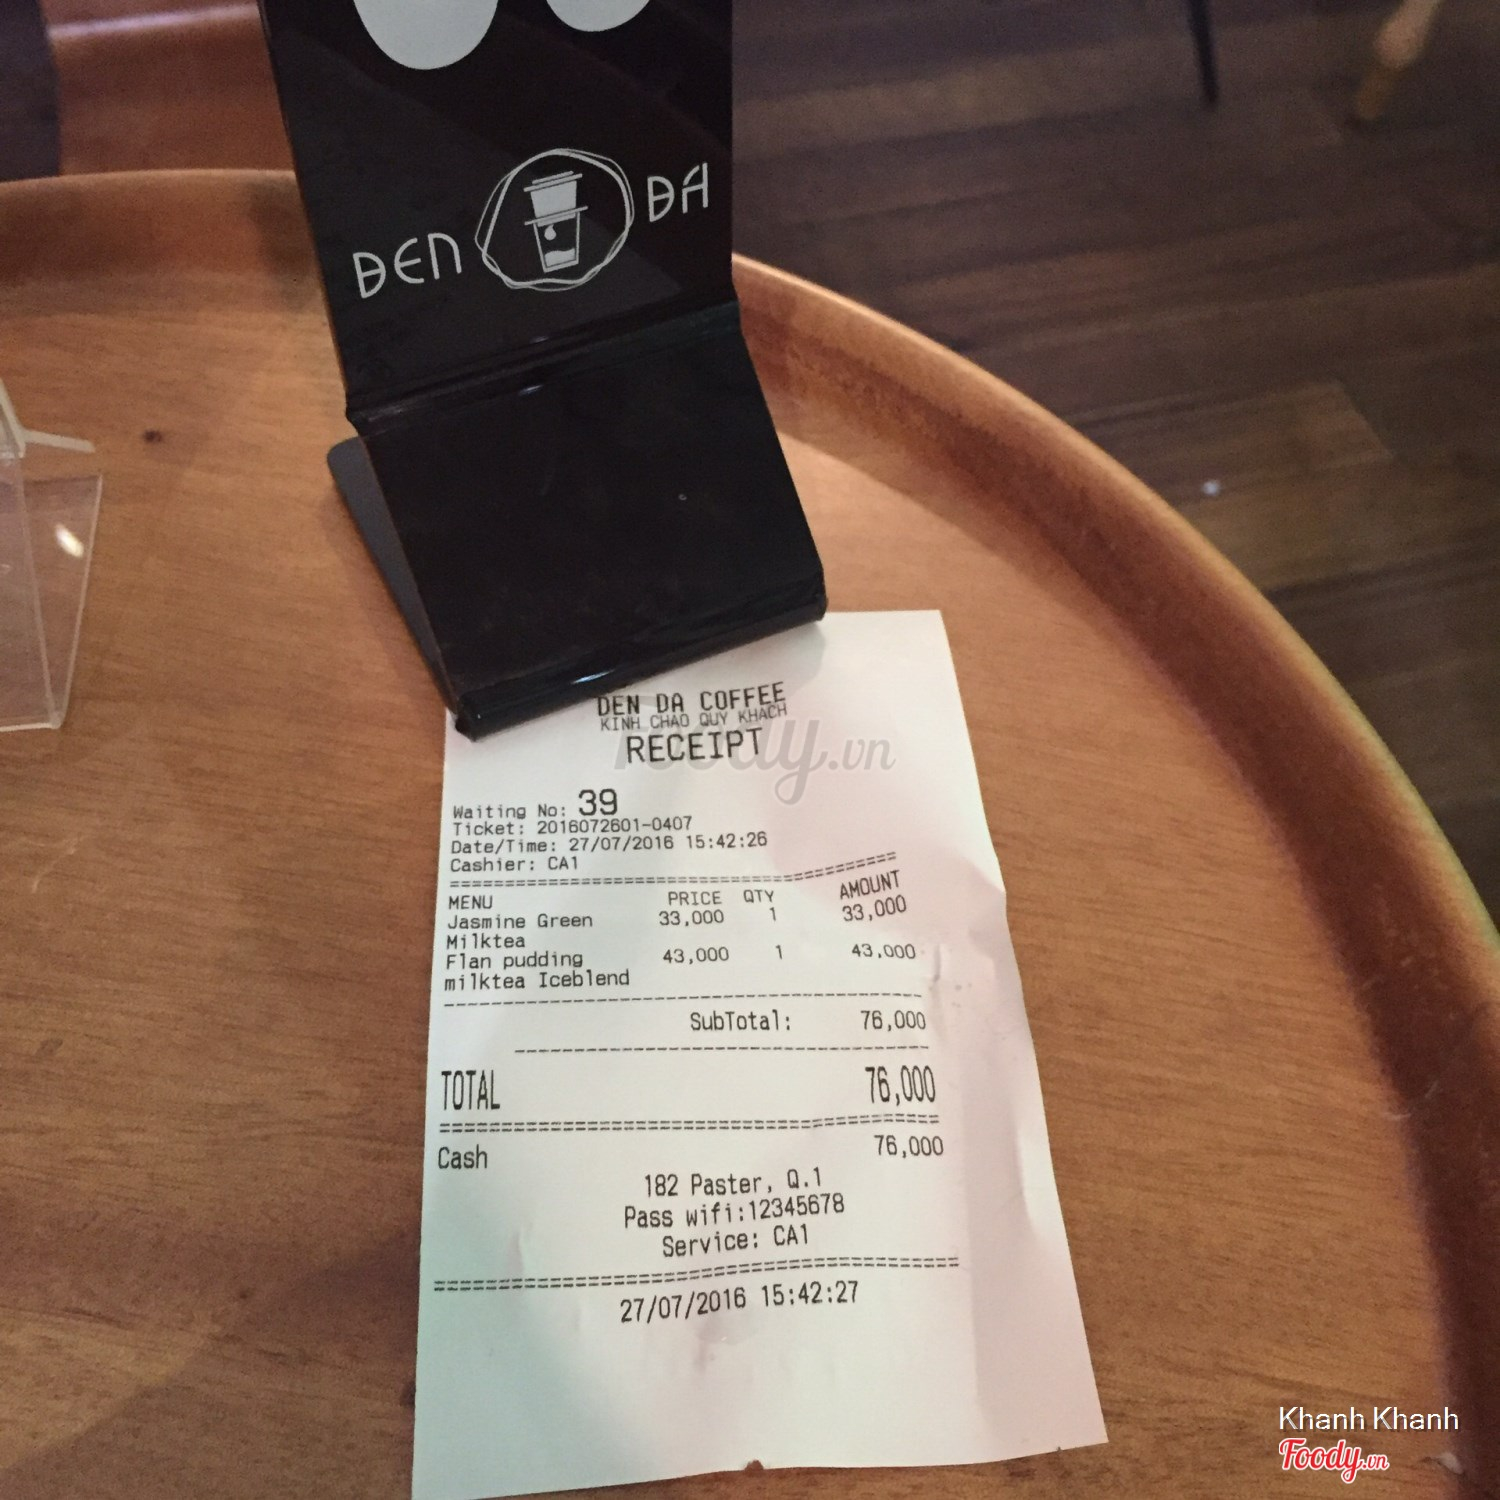 ĐEN ĐÁ
DEN DA COFFEE
KINH CHAO QUY KHACH
RECEIPT
Foody.vn
Waiting No: 39
Ticket: 2016072601-0407
Date/Time: 27/07/2016 15:42:26
Cashier: CA1
MENU PRICE QTY AMOUNT
Jasmine Green 33,000 1 33,000
Milktea
Flan pudding 43,000 1 43,000
milktea Iceblend
SubTotal: 76,000
TOTAL 76,000
Cash 76,000
182 Paster, Q.1
Pass wifi:12345678
Service: CA1
27/07/2016 15:42:27
Khanh Khanh
Foody.vn